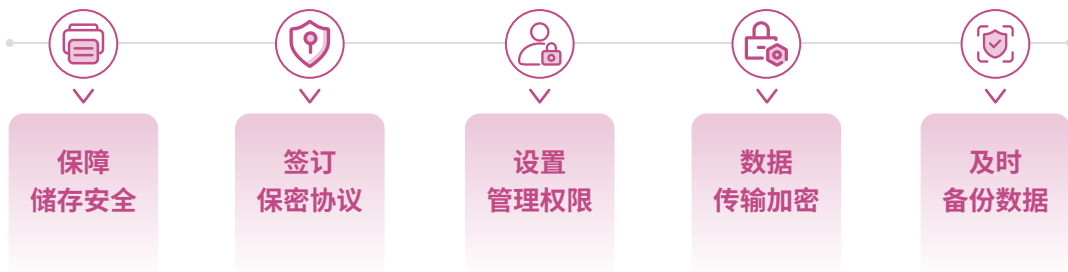 保障
储存安全
签订
保密协议
设置
管理权限
数据
传输加密
及时
备份数据